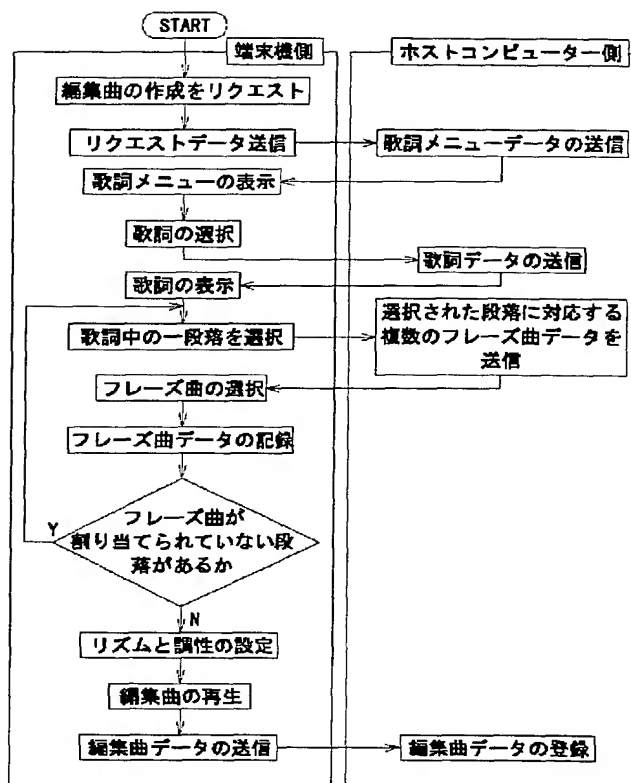 START
端末機側
ホストコンピューター側
編集曲の作成をリクエスト
リクエストデータ送信
歌詞メニューデータの送信
歌詞メニューの表示
歌詞の選択
歌詞データの送信
歌詞の表示
歌詞中の一段落を選択
選択された段落に対応する
複数のフレーズ曲データを
送信
フレーズ曲の選択
フレーズ曲データの記録
Y
フレーズ曲が
割り当てられていない段
落があるか
N
リズムと調性の設定
編集曲の再生
編集曲データの送信
編集曲データの登録